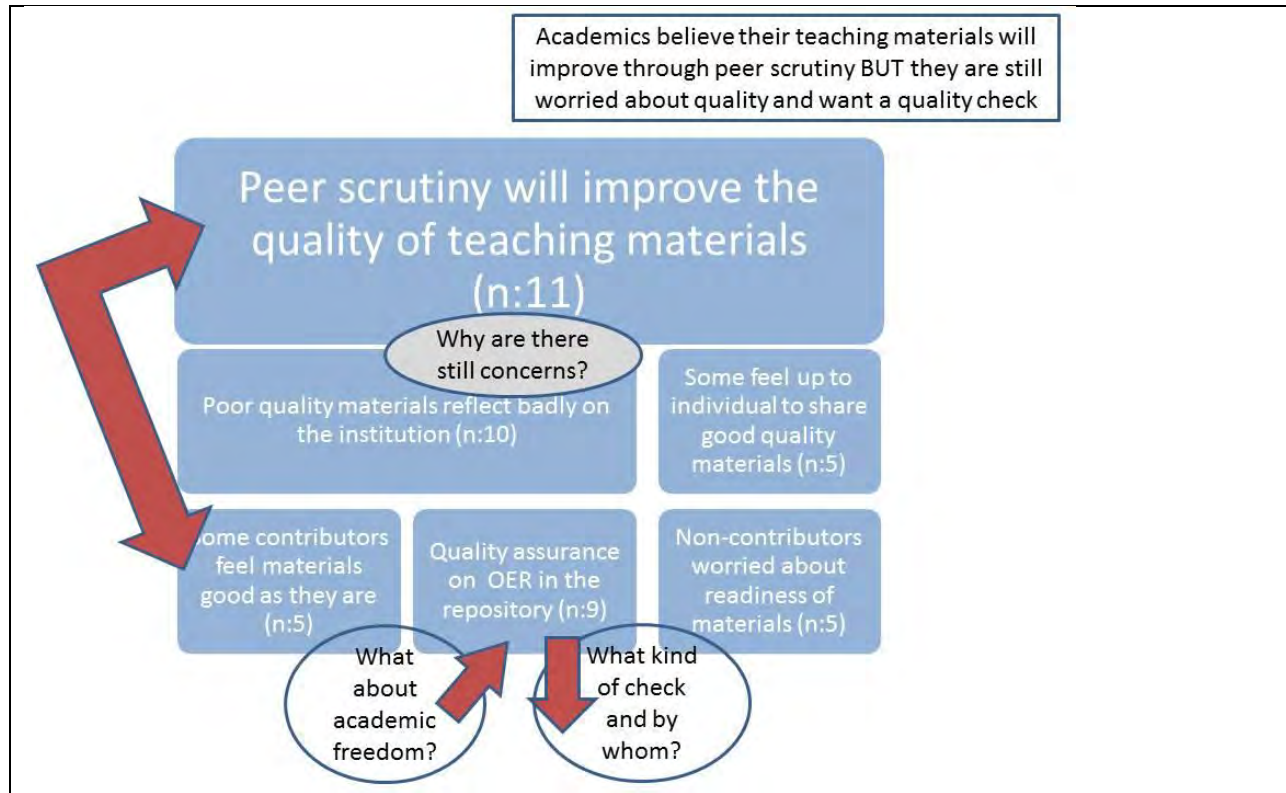 Academics believe their teaching materials will
improve through peer scrutiny BUT they are still
worried about quality and want a quality check
Peer scrutiny will improve the
quality of teaching materials
(n:11)
Why are there
still concerns?
Poor quality materials reflect badly on
the institution (n:10)
Some feel up to
individual to share
good quality
materials (n:5)
Some contributors
feel materials
good as they are
(n:5)
Quality assurance
on OER in the
repository (n:9)
Non-contributors
worried about
readiness of
materials (n:5)
What
about
academic
freedom?
What kind
of check
and by
whom?